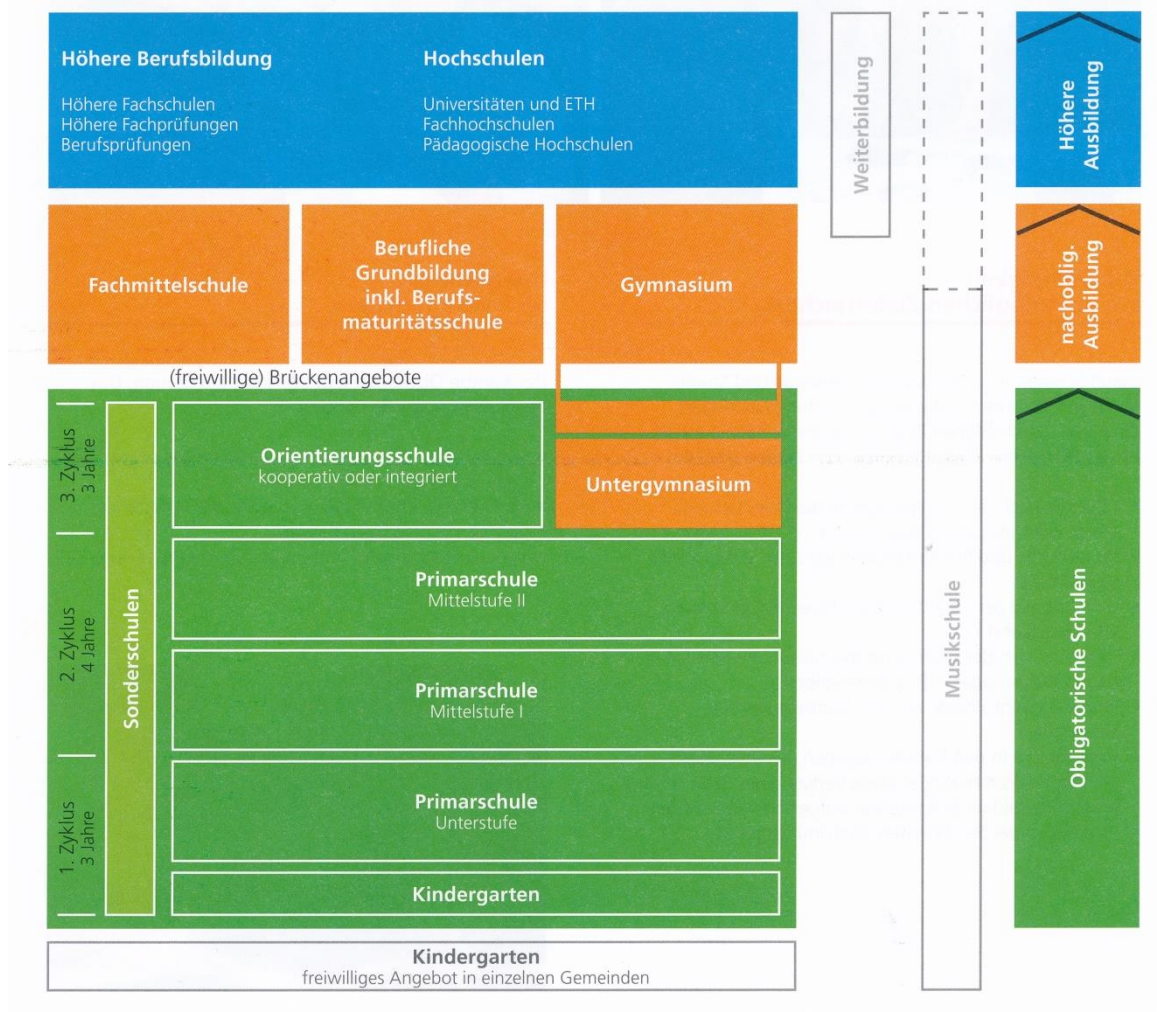 Höhere Berufsbildung
Höhere Fachschulen
Höhere Fachprüfungen
Berufsprüfungen
Hochschulen
Universitäten und ETH
Fachhochschulen
Pädagogische Hochschulen
Weiterbildung
Höhere
Ausbildung
Fachmittelschule
Berufliche
Grundbildung
inkl. Berufs-
maturitätsschule
Gymnasium
nachoblig.
Ausbildung
(freiwillige) Brückenangebote
3. Zyklus
3 Jahre
Orientierungsschule
kooperativ oder integriert
Untergymnasium
2. Zyklus
4 Jahre
Sonderschulen
Primarschule
Mittelstufe II
Primarschule
Mittelstufe I
Musikschule
Obligatorische Schulen
1. Zyklus
3 Jahre
Primarschule
Unterstufe
Kindergarten
Kindergarten
freiwilliges Angebot in einzelnen Gemeinden